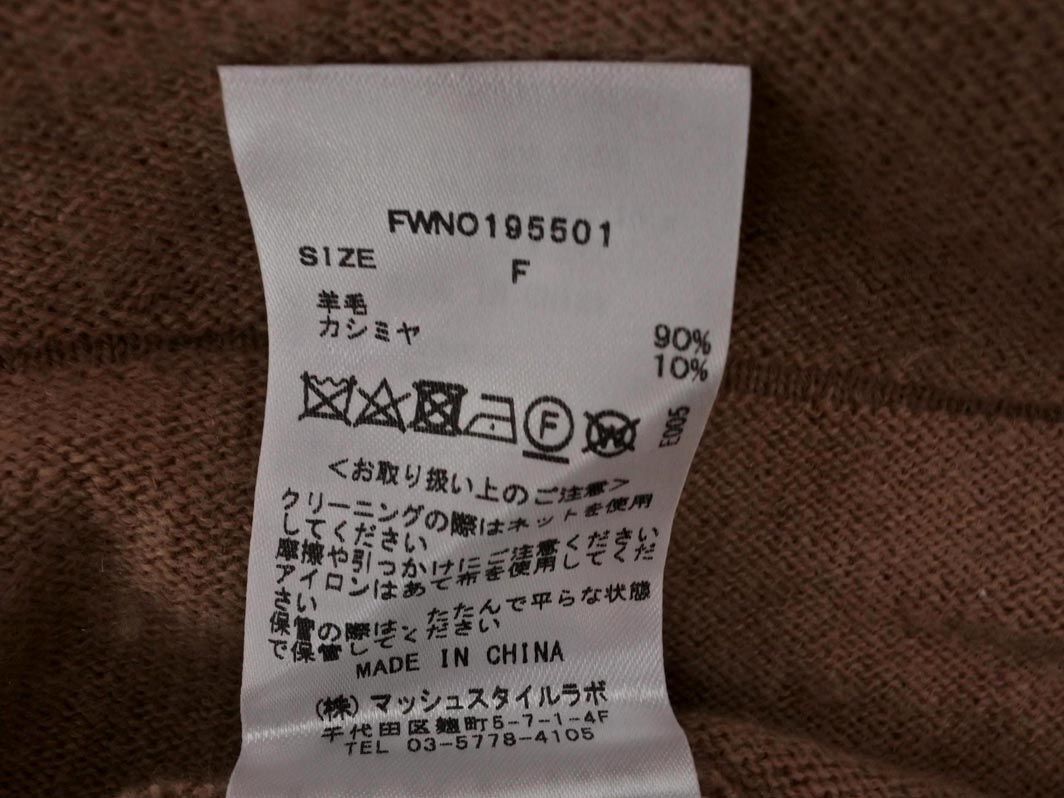 FWNO195501
SIZE F
羊毛 90%
カシミヤ 10%
F W E005
<お取り扱い上のご注意>
クリーニングの際はネットを使用
してください
摩擦や引っかけにご注意ください
アイロンはあて布を使用してくだ
さい
保管の際は、たたんで平らな状態
で保管してください
MADE IN CHINA
(株)マッシュスタイルラボ
千代田区麹町5-7-1-4F
TEL 03-5778-4105